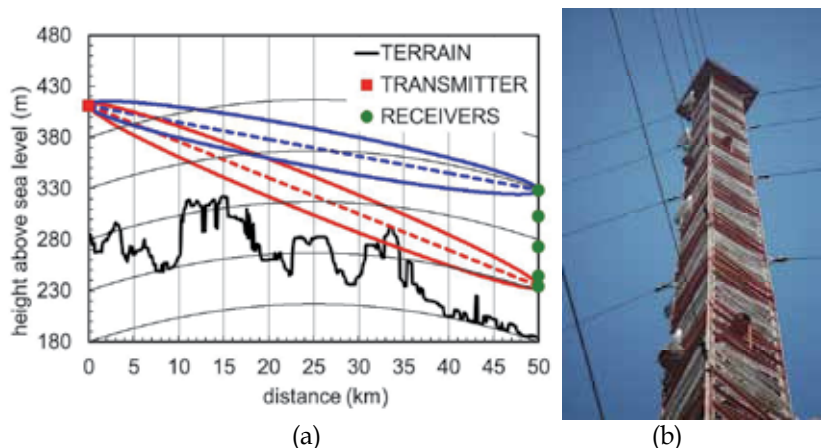 480
430
380
330
280
230
180
height above sea level (m)
TERRAIN
TRANSMITTER
RECEIVERS
0 5 10 15 20 25 30 35 40 45 50
distance (km)
(a)
(b)